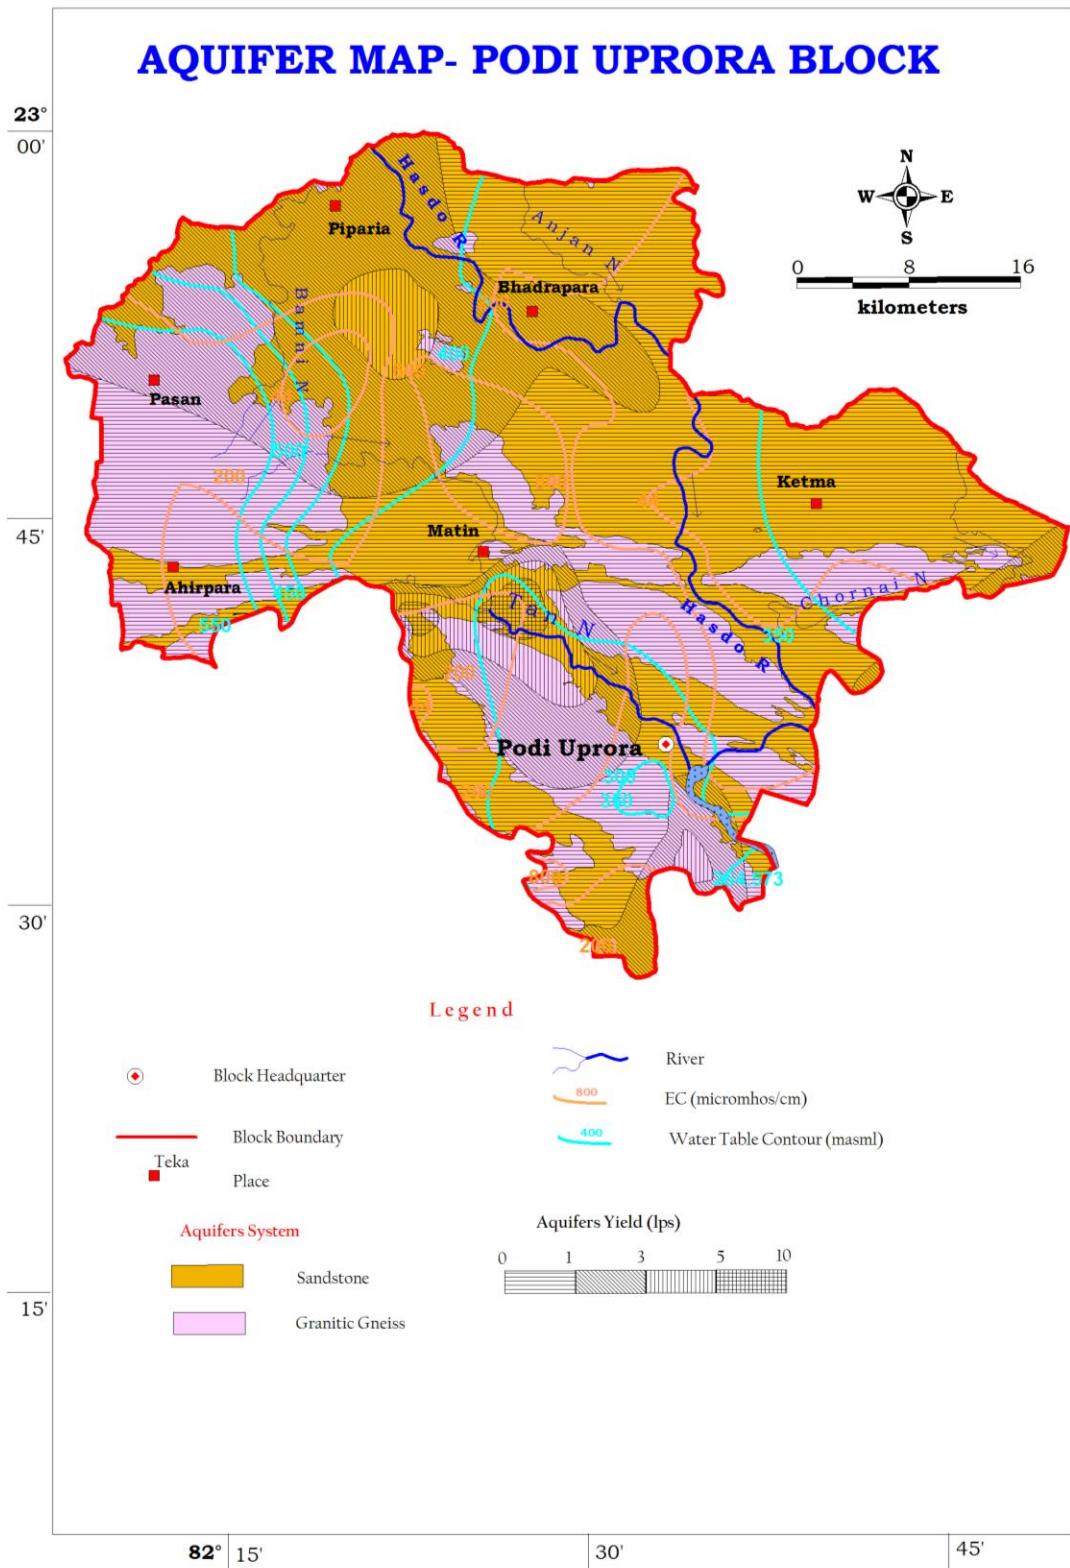 AQUIFER MAP- PODI UPRORA BLOCK
23°
00'
N
W E
S
0 8 16
kilometers
Hasdo R
Anjan N
Piparia
Bhadrapara
Bamni N
400
Pasan
200
Ketma
45'
Matin
Ahirpara
Chornai N
Tan N
Hasdo R
550
350
Podi Uprora
30'
Legend
Block Headquarter
River
800
EC (micromhos/cm)
Block Boundary
400
Water Table Contour (masml)
Teka
Place
Aquifers System
Aquifers Yield (lps)
0 1 3 5 10
Sandstone
Granitic Gneiss
15'
82°
15'
30'
45'